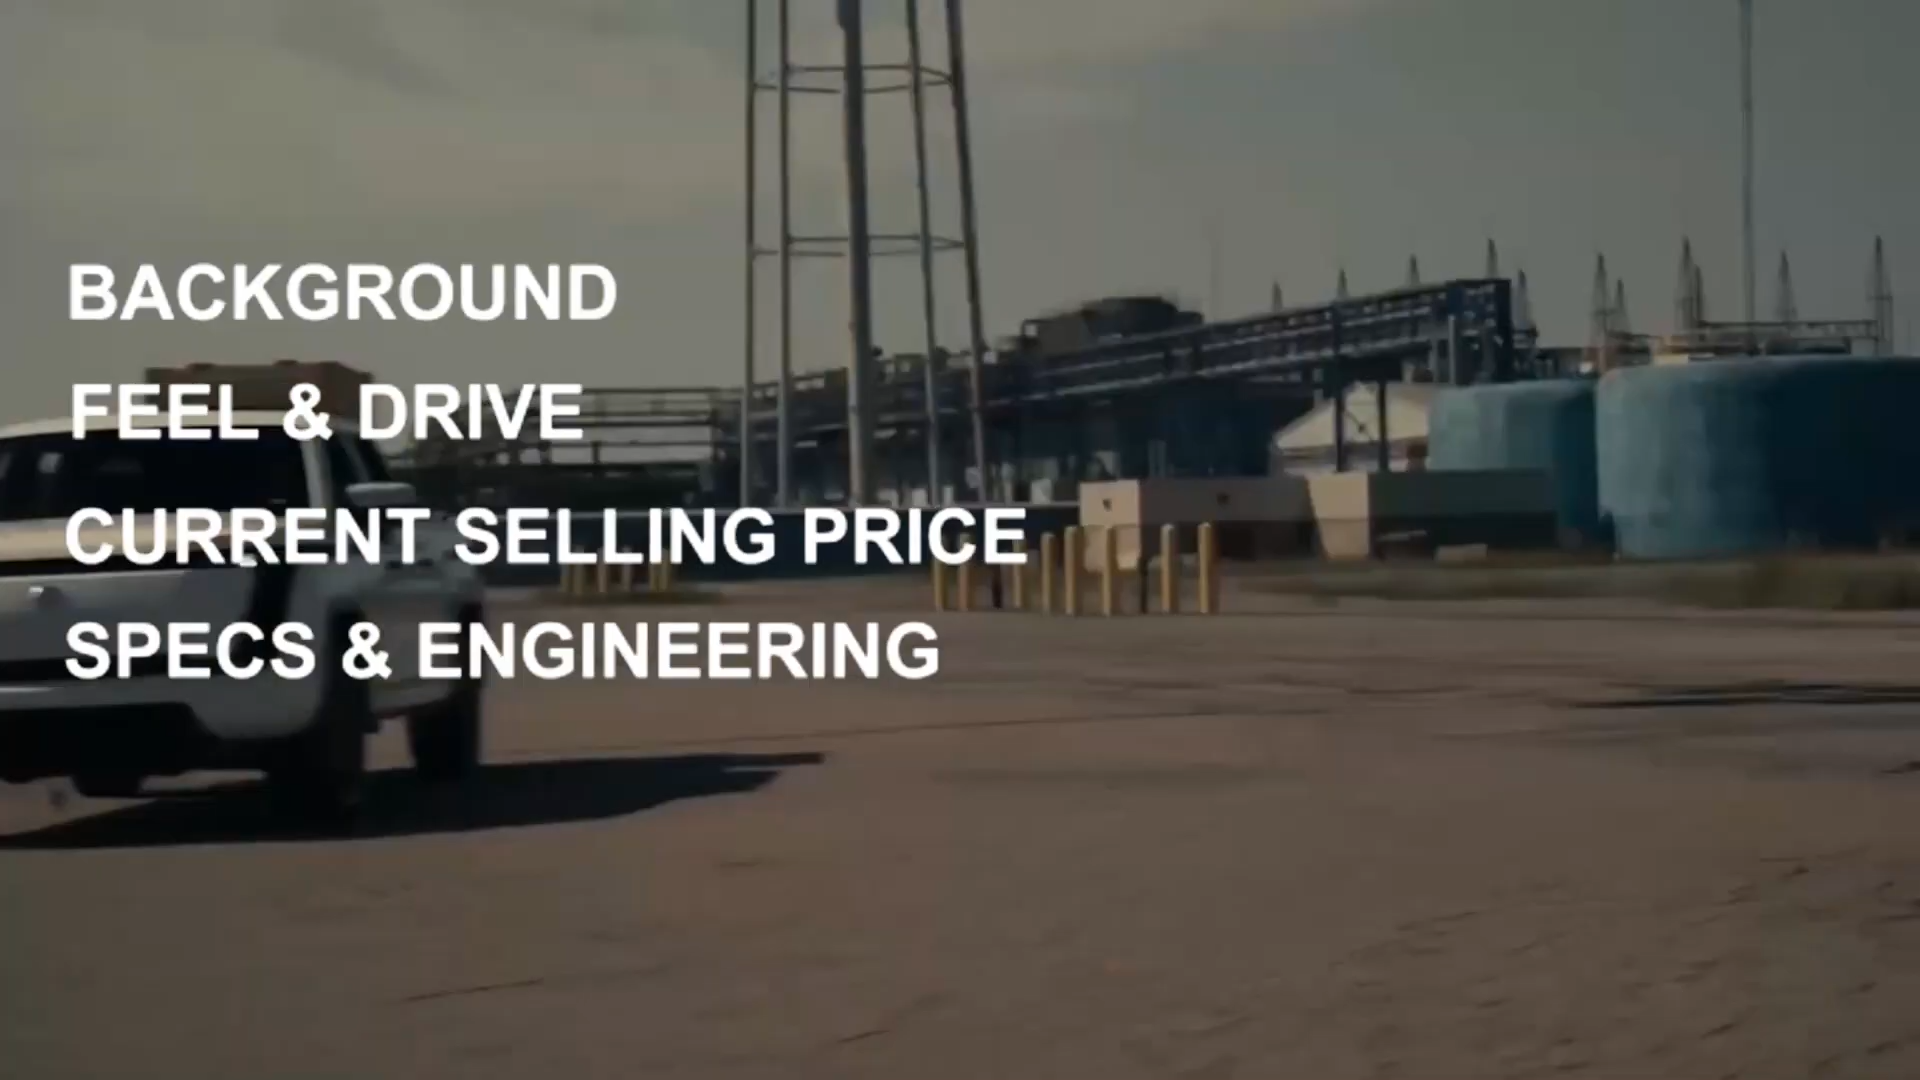 BACKGROUND
FEEL & DRIVE
CURRENT SELLING PRICE
SPECS & ENGINEERING